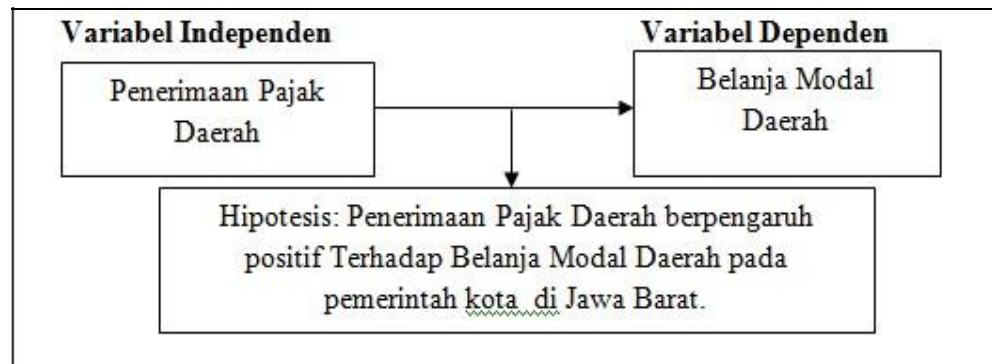 Variabel Independen
Variabel Dependen
Penerimaan Pajak
Daerah
Belanja Modal
Daerah
Hipotesis: Penerimaan Pajak Daerah berpengaruh
positif Terhadap Belanja Modal Daerah pada
pemerintah kota  di Jawa Barat.